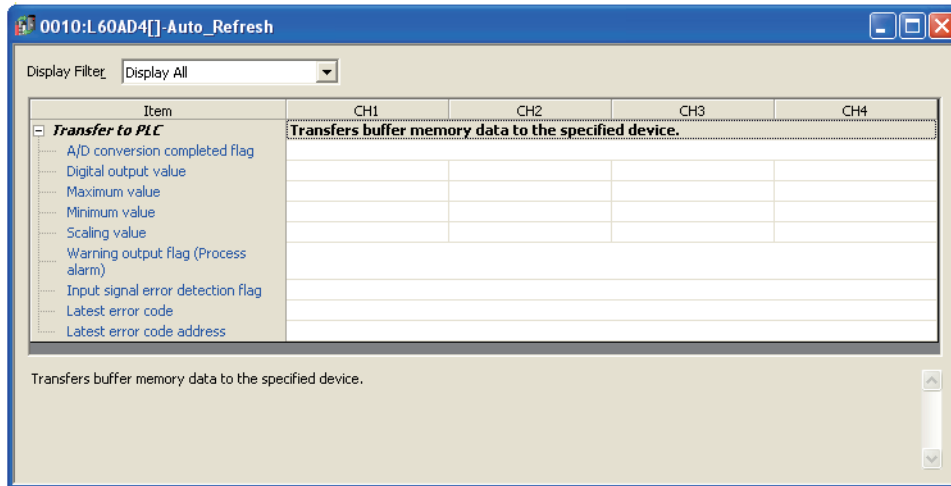 0010:L60AD4[]-Auto_Refresh
Display Filter Display All
Item CH1 CH2 CH3 CH4
Transfer to PLC Transfers buffer memory data to the specified device.
A/D conversion completed flag
Digital output value
Maximum value
Minimum value
Scaling value
Warning output flag (Process
alarm)
Input signal error detection flag
Latest error code
Latest error code address
Transfers buffer memory data to the specified device.